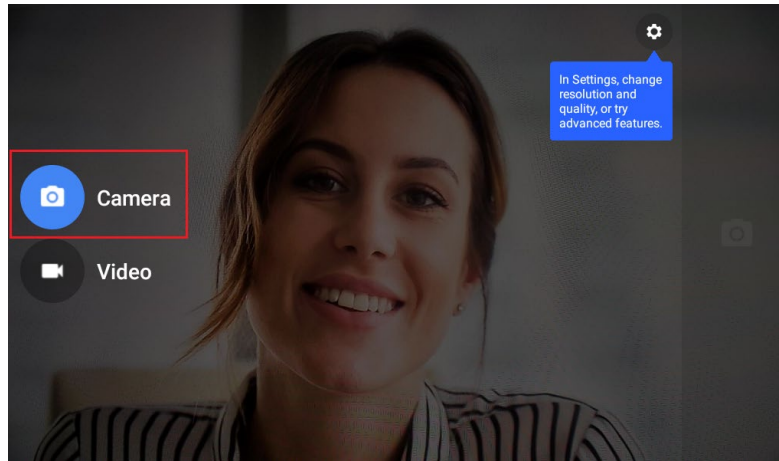 In Settings, change
resolution and
quality, or try
advanced features.
Camera
Video